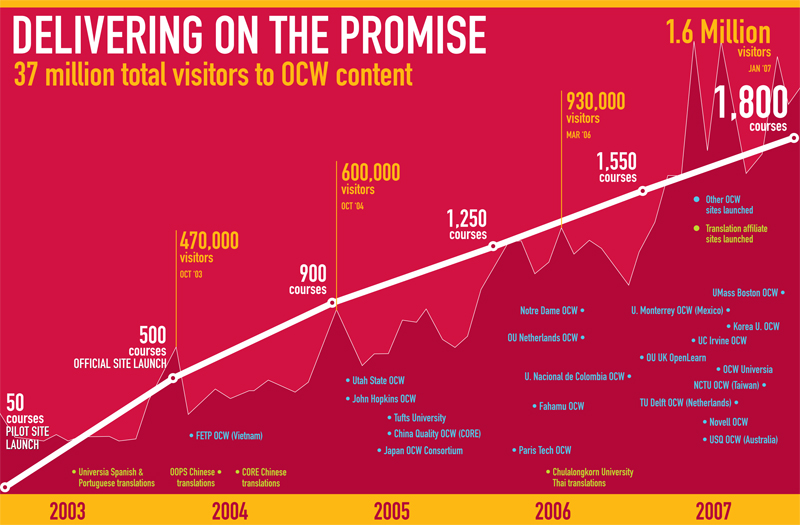 DELIVERING ON THE PROMISE
37 million total visitors to OCW content
1.6 Million
visitors
JAN '07
1,800
courses
930,000
visitors
MAR '06
1,550
courses
600,000
visitors
OCT '04
1,250
courses
470,000
visitors
OCT '03
900
courses
500
courses
OFFICIAL SITE LAUNCH
50
courses
PILOT SITE
LAUNCH
Other OCW
sites launched
Translation affiliate
sites launched
UMass Boston OCW
Notre Dame OCW
U. Monterrey OCW (Mexico)
Korea U. OCW
OU Netherlands OCW
UC Irvine OCW
OU UK OpenLearn
OCW Universia
Utah State OCW
U. Nacional de Colombia OCW
NCTU OCW (Taiwan)
John Hopkins OCW
Fahamu OCW
TU Delft OCW (Netherlands)
Tufts University
Novell OCW
FETP OCW (Vietnam)
China Quality OCW (CORE)
USQ OCW (Australia)
Japan OCW Consortium
Paris Tech OCW
Universia Spanish &
Portuguese translations
OOPS Chinese
translations
CORE Chinese
translations
Chulalongkorn University
Thai translations
2003
2004
2005
2006
2007